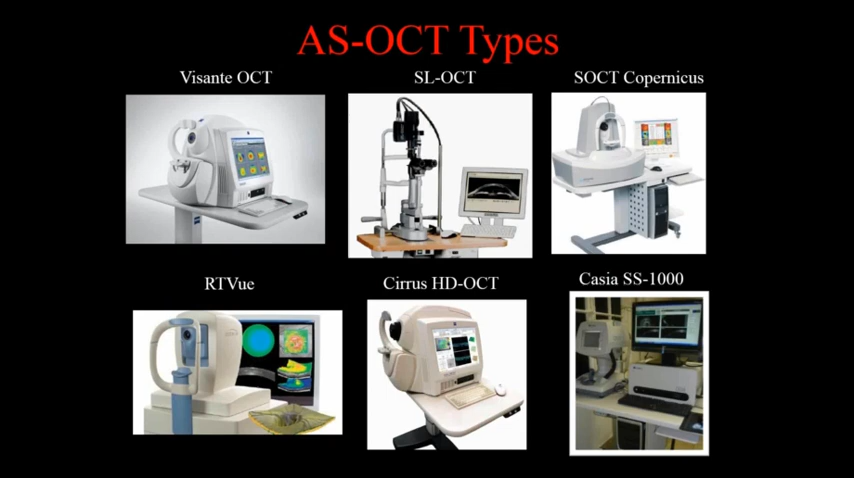 AS-OCT Types
Visante OCT
SL-OCT
SOCT Copernicus
RTVue
Cirrus HD-OCT
Casia SS-1000